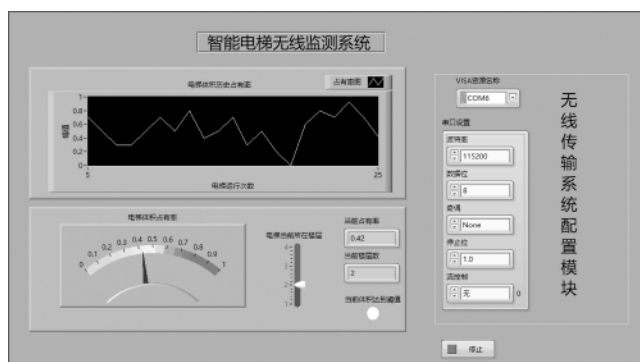 智能电梯无线监测系统
电梯体积历史占有率
占有率图
幅值
1
0.8
0.6
0.4
0.2
0
5
25
电梯运行次数
电梯体积占有率
0
0.1
0.2
0.3
0.4
0.5
0.6
0.7
0.8
0.9
1
电梯当前所在楼层
4
3
2
1
当前占有率
0.42
当前楼层数
2
当前体积达到阈值
VISA资源名称
COM6
串口设置
波特率
115200
数据位
8
奇偶
None
停止位
1.0
流控制
无
0
无线传输系统配置模块
停止